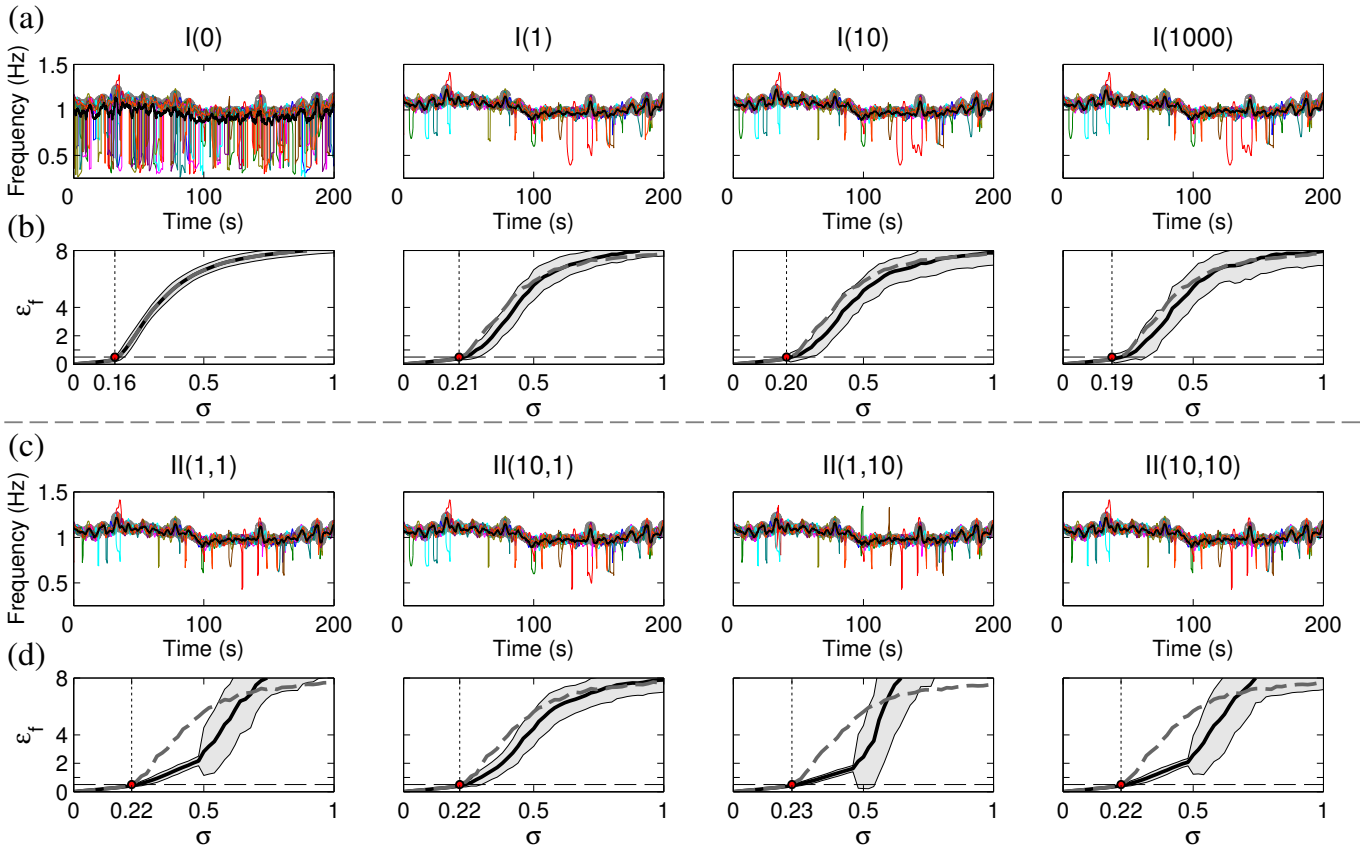 (a)
I(0) I(1) I(10) I(1000)
Frequency (Hz)
1.5
1
0.5
0 100 200 0 100 200 0 100 200 0 100 200
Time (s) Time (s) Time (s) Time (s)
(b)
ε_f
8
4
2
0
0 0.16 0.5 1 0 0.21 0.5 1 0 0.20 0.5 1 0 0.19 0.5 1
σ σ σ σ
(c)
II(1,1) II(10,1) II(1,10) II(10,10)
Frequency (Hz)
1.5
1
0.5
0 100 200 0 100 200 0 100 200 0 100 200
Time (s) Time (s) Time (s) Time (s)
(d)
ε_f
8
4
2
0
0 0.22 0.5 1 0 0.22 0.5 1 0 0.23 0.5 1 0 0.22 0.5 1
σ σ σ σ